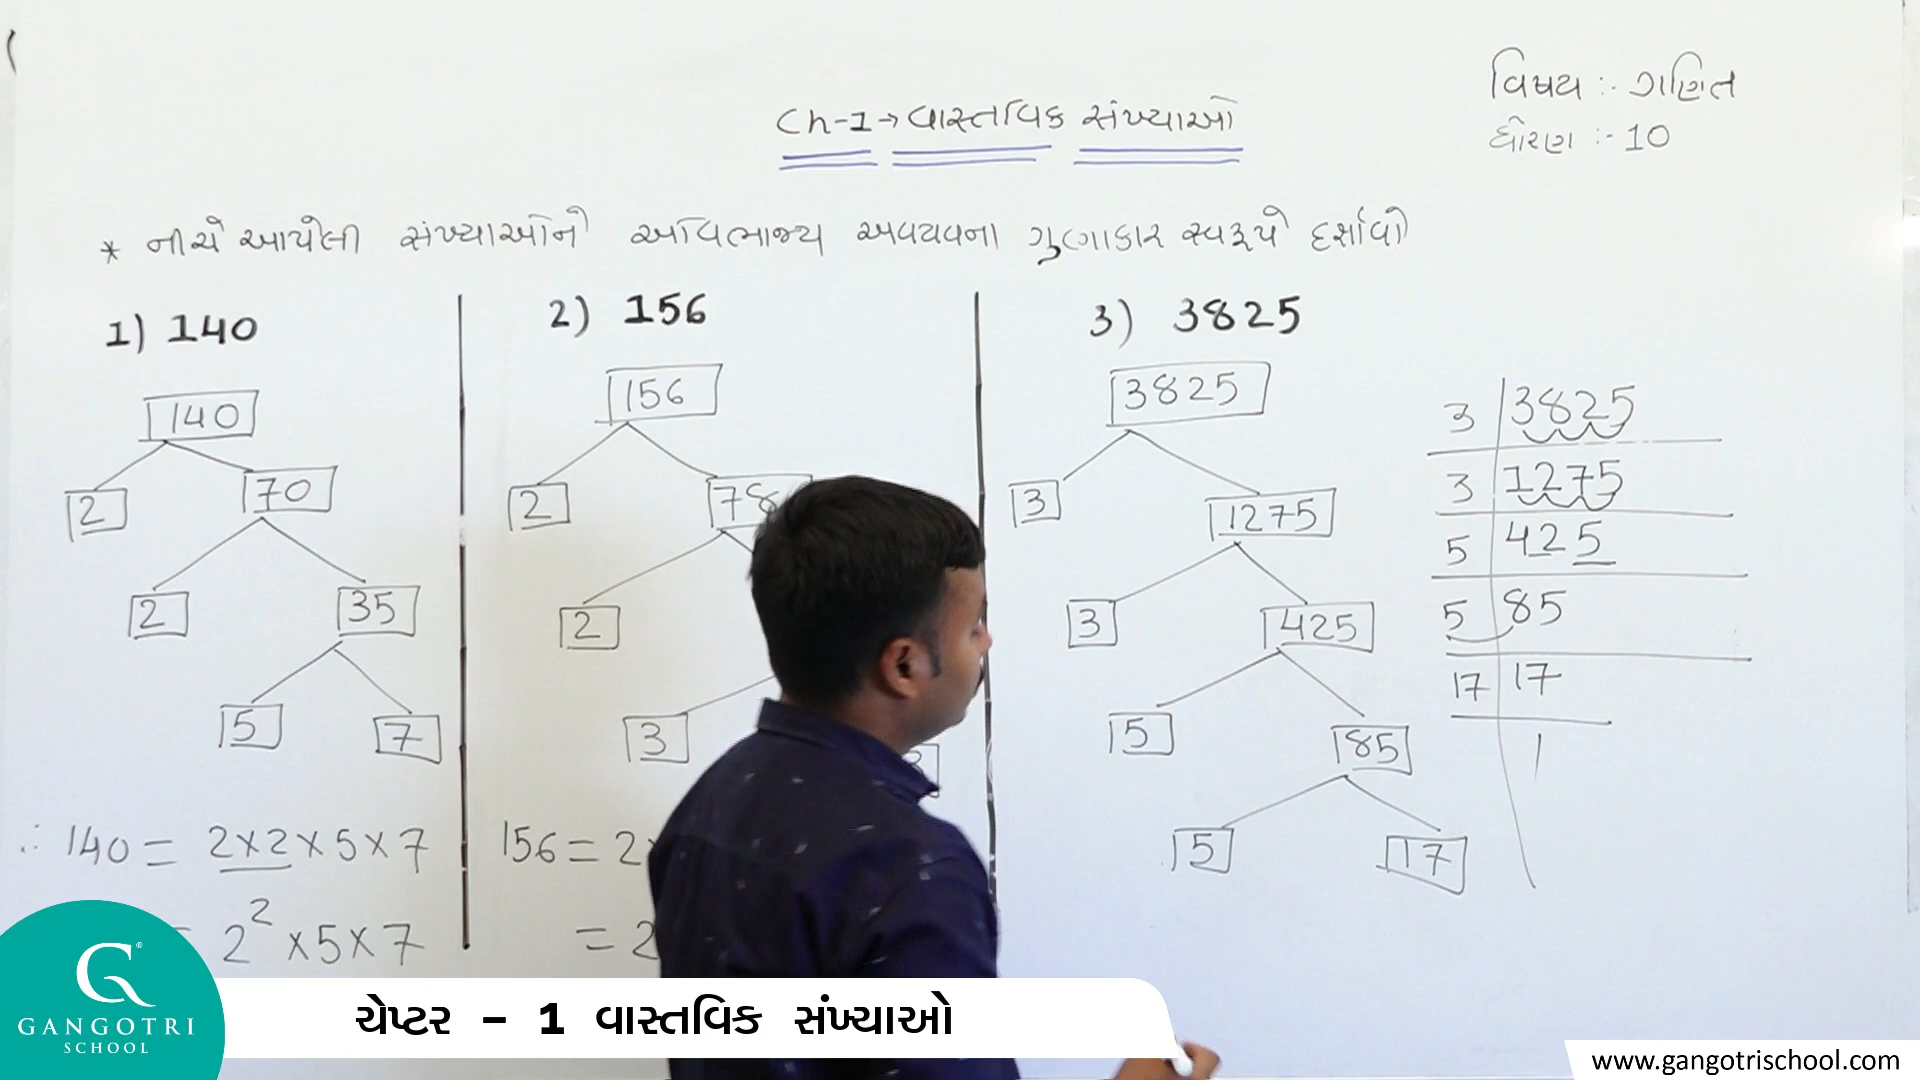 વિષય :- ગણિત
ધોરણ :- 10
Ch-1 → વાસ્તવિક સંખ્યાઓ
* નીચે આપેલી સંખ્યાઓને અવિભાજ્ય અવયવના ગુણાકાર સ્વરૂપે દર્શાવો
1) 140
140
2 70
2 35
5 7
∴ 140 = 2×2×5×7
= 2² ×5×7
2) 156
156
2 78
2
3
156 = 2
= 2
3) 3825
3825
3 1275
3 425
5 85
5 17
3 3825
3 1275
5 425
5 85
17 17
1
GANGOTRI
SCHOOL
ચેપ્ટર – 1 વાસ્તવિક સંખ્યાઓ
www.gangotrischool.com